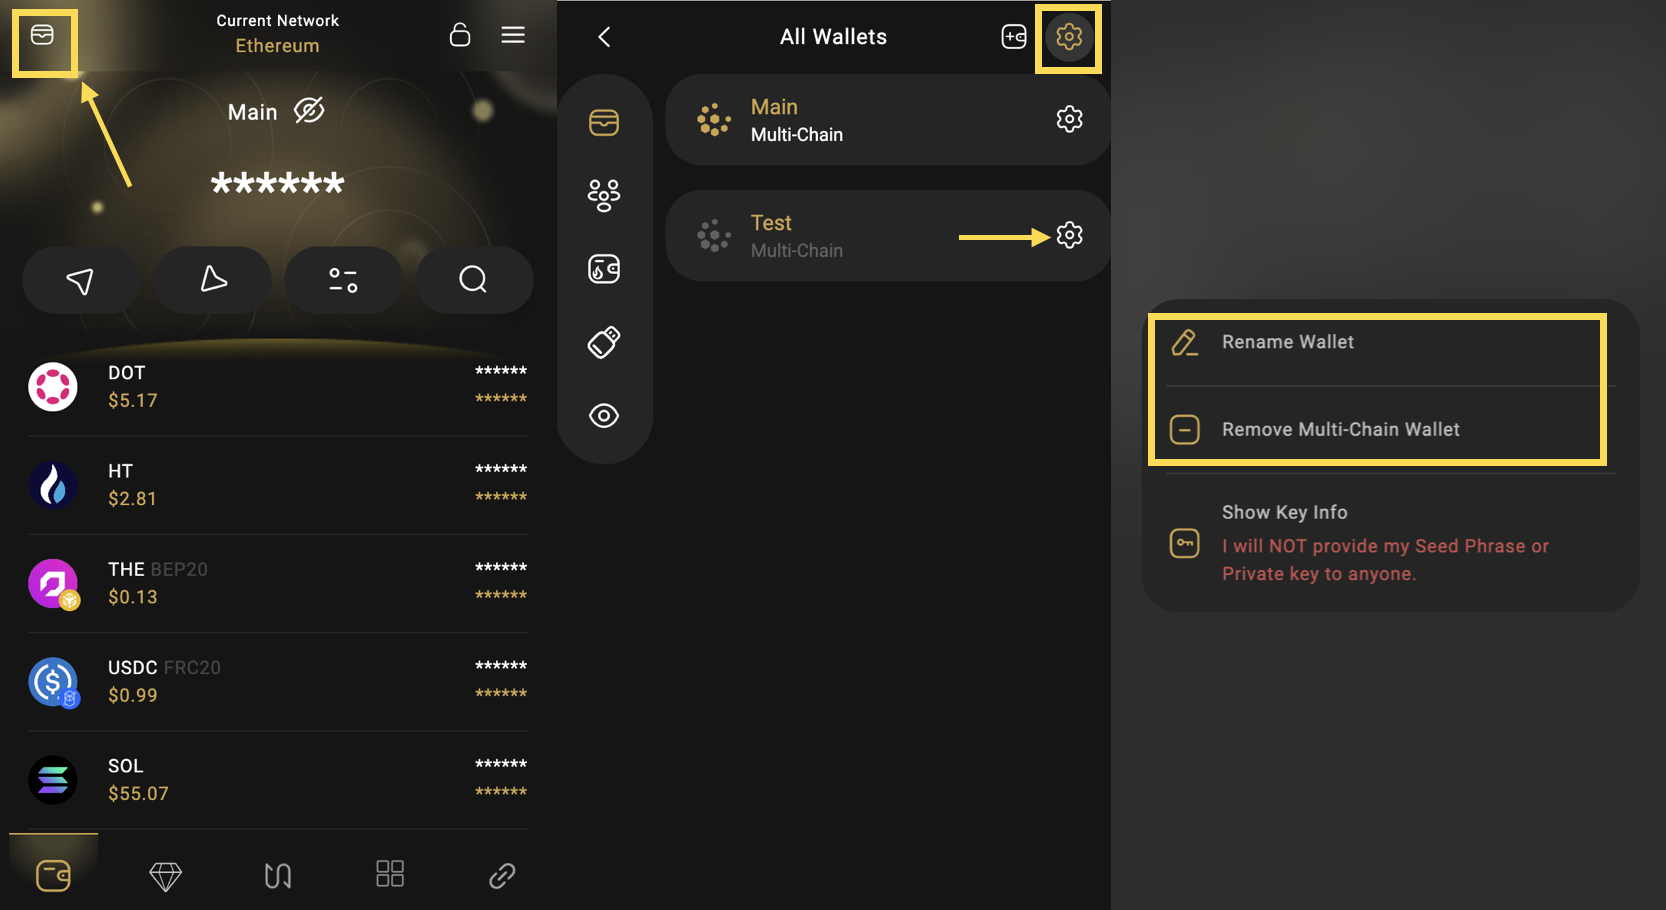 Current Network
Ethereum
Main
******
DOT
$5.17
******
******
HT
$2.81
******
******
THE BEP20
$0.13
******
******
USDC FRC20
$0.99
******
******
SOL
$55.07
******
******
All Wallets
Main
Multi-Chain
Test
Multi-Chain
Rename Wallet
Remove Multi-Chain Wallet
Show Key Info
I will NOT provide my Seed Phrase or
Private key to anyone.